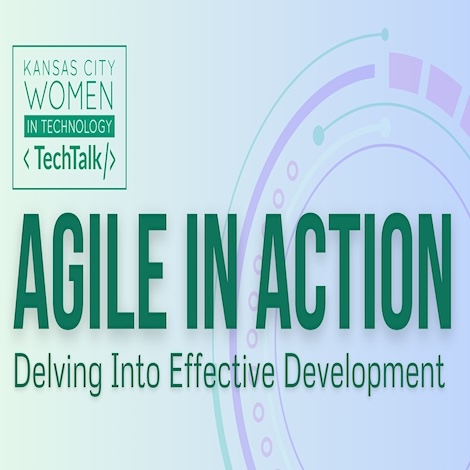 KANSAS CITY
WOMEN
IN TECHNOLOGY
<TechTalk/>
AGILE IN ACTION
Delving Into Effective Development